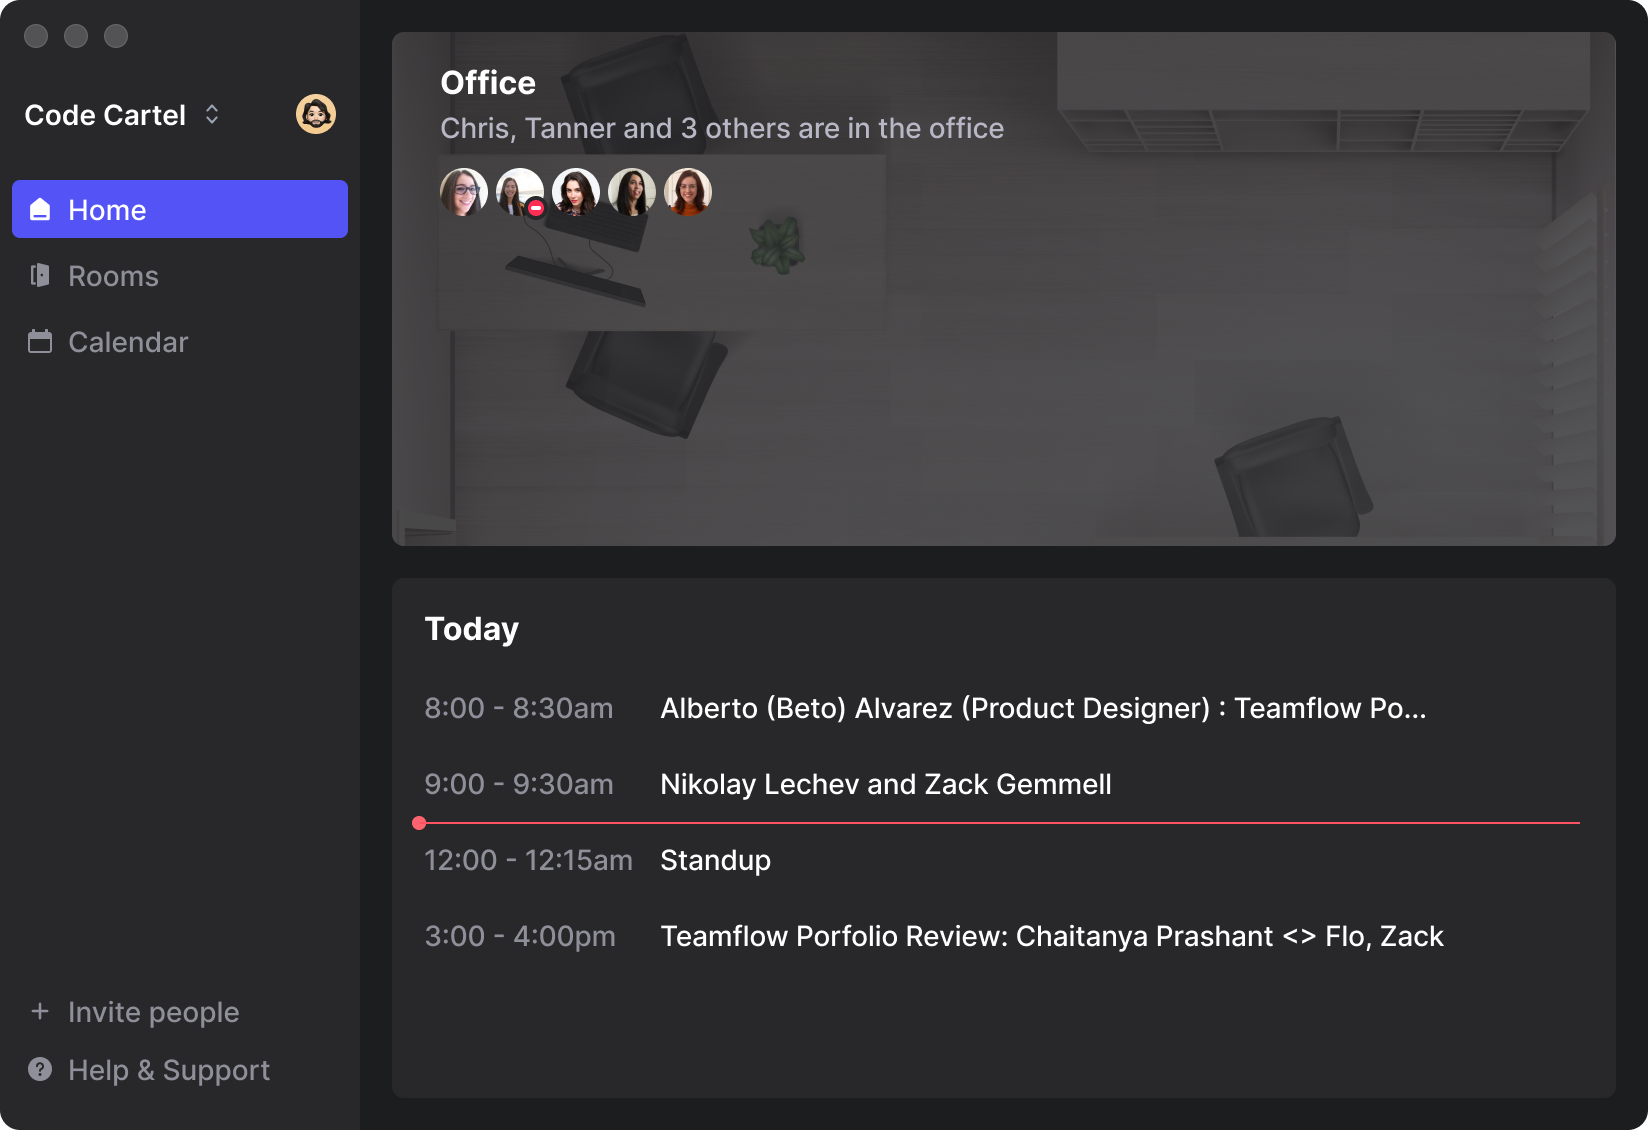 Code Cartel
Home
Rooms
Calendar
Invite people
Help & Support
Office
Chris, Tanner and 3 others are in the office
Today
8:00 - 8:30am Alberto (Beto) Alvarez (Product Designer) : Teamflow Po...
9:00 - 9:30am Nikolay Lechev and Zack Gemmell
12:00 - 12:15am Standup
3:00 - 4:00pm Teamflow Porfolio Review: Chaitanya Prashant <> Flo, Zack